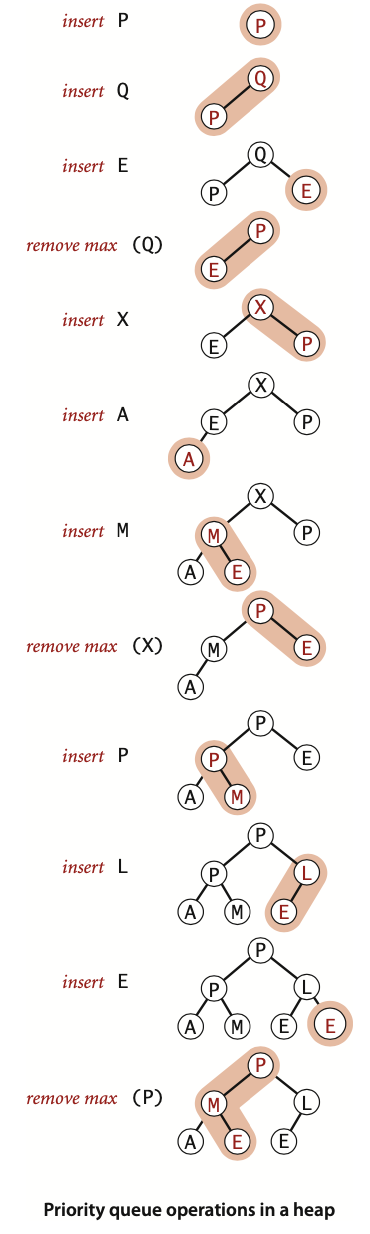 insert P
P
insert Q
Q
P
insert E
Q
P E
remove max (Q)
P
E
insert X
X
E P
insert A
X
E P
A
insert M
X
M P
A E
remove max (X)
P
M E
A
insert P
P
P E
A M
insert L
P
P L
A M E
insert E
P
P L
A M E E
remove max (P)
P
M L
A E E
Priority queue operations in a heap